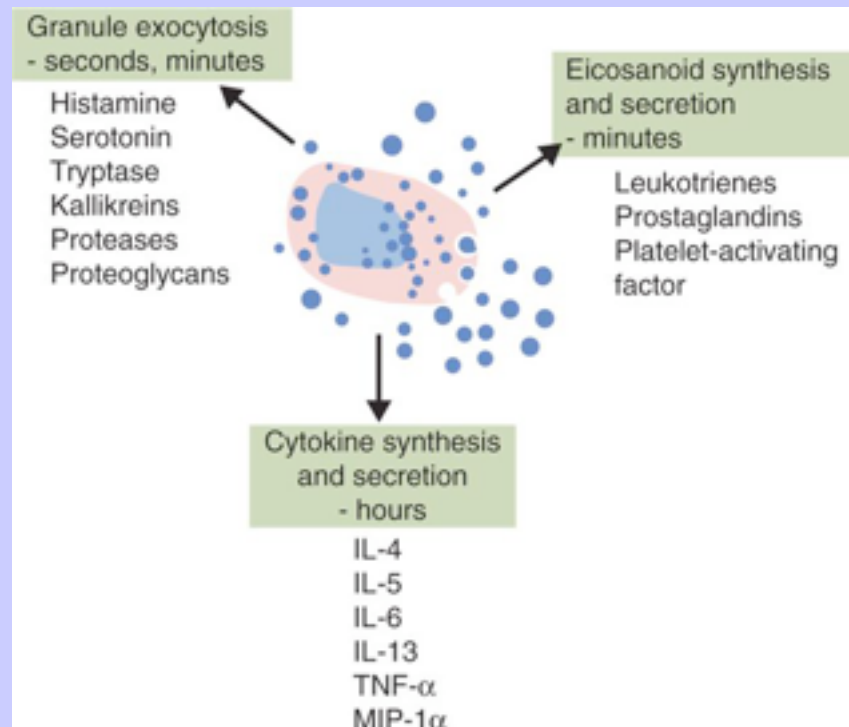 Granule exocytosis
- seconds, minutes
Histamine
Serotonin
Tryptase
Kallikreins
Proteases
Proteoglycans
Eicosanoid synthesis
and secretion
- minutes
Leukotrienes
Prostaglandins
Platelet-activating
factor
Cytokine synthesis
and secretion
- hours
IL-4
IL-5
IL-6
IL-13
TNF-α
MIP-1α